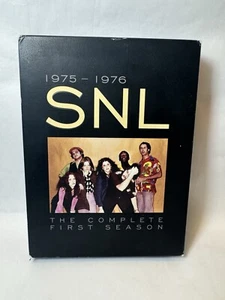 1975 – 1976
SNL
THE COMPLETE
FIRST SEASON